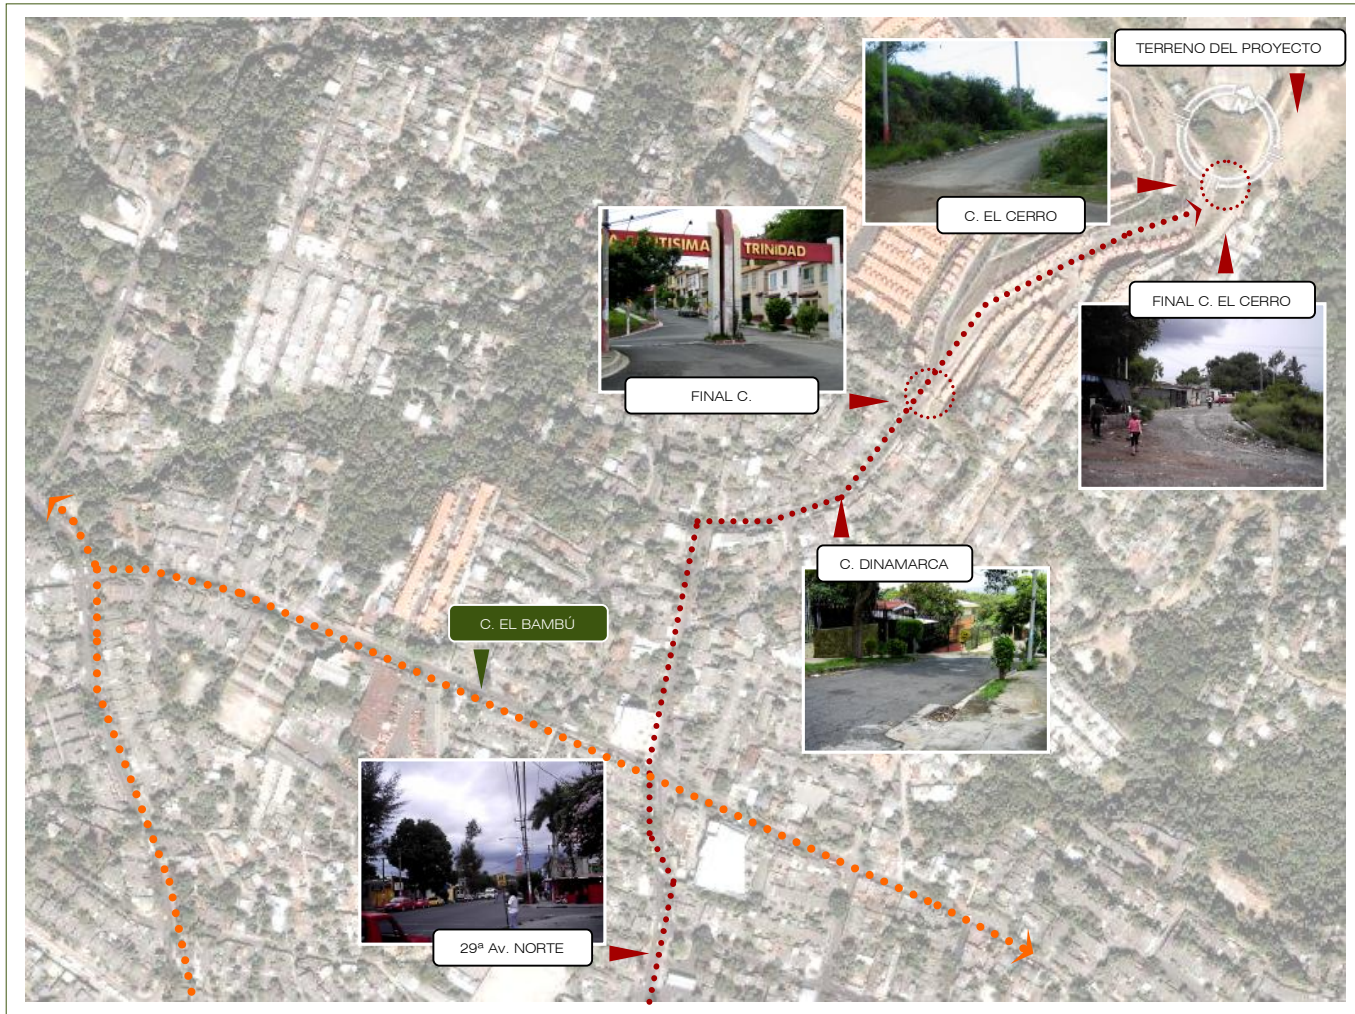 TERRENO DEL PROYECTO
C. EL CERRO
TRINIDAD
FINAL C. EL CERRO
FINAL C.
C. DINAMARCA
C. EL BAMBÚ
29ª Av. NORTE